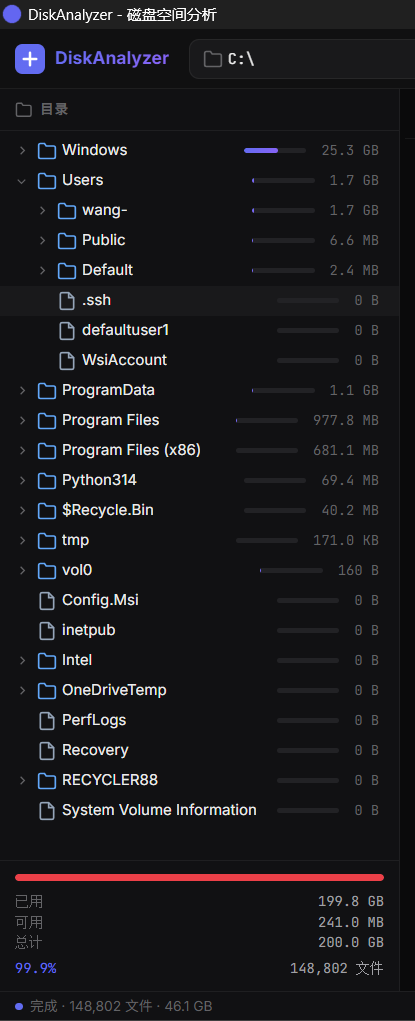 DiskAnalyzer - 磁盘空间分析
DiskAnalyzer
C:\
目录
Windows 25.3 GB
Users 1.7 GB
wang- 1.7 GB
Public 6.6 MB
Default 2.4 MB
.ssh 0 B
defaultuser1 0 B
WsiAccount 0 B
ProgramData 1.1 GB
Program Files 977.8 MB
Program Files (x86) 681.1 MB
Python314 69.4 MB
$Recycle.Bin 40.2 MB
tmp 171.0 KB
vol0 160 B
Config.Msi 0 B
inetpub 0 B
Intel 0 B
OneDriveTemp 0 B
PerfLogs 0 B
Recovery 0 B
RECYCLER88 0 B
System Volume Information 0 B
已用 199.8 GB
可用 241.0 MB
总计 200.0 GB
99.9% 148,802 文件
完成 · 148,802 文件 · 46.1 GB